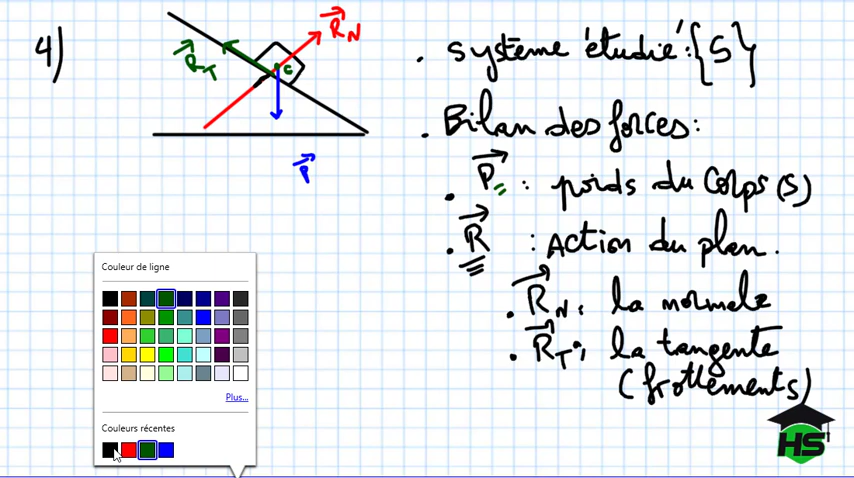 4)
R_N
R_T
G
P
. système étudié : {S}
. Bilan des forces :
. P : poids du Corps (S)
. R : Action du plan.
. R_N : la normale
. R_T : la tangente
(frottements)
Couleur de ligne
Plus...
Couleurs récentes
HS